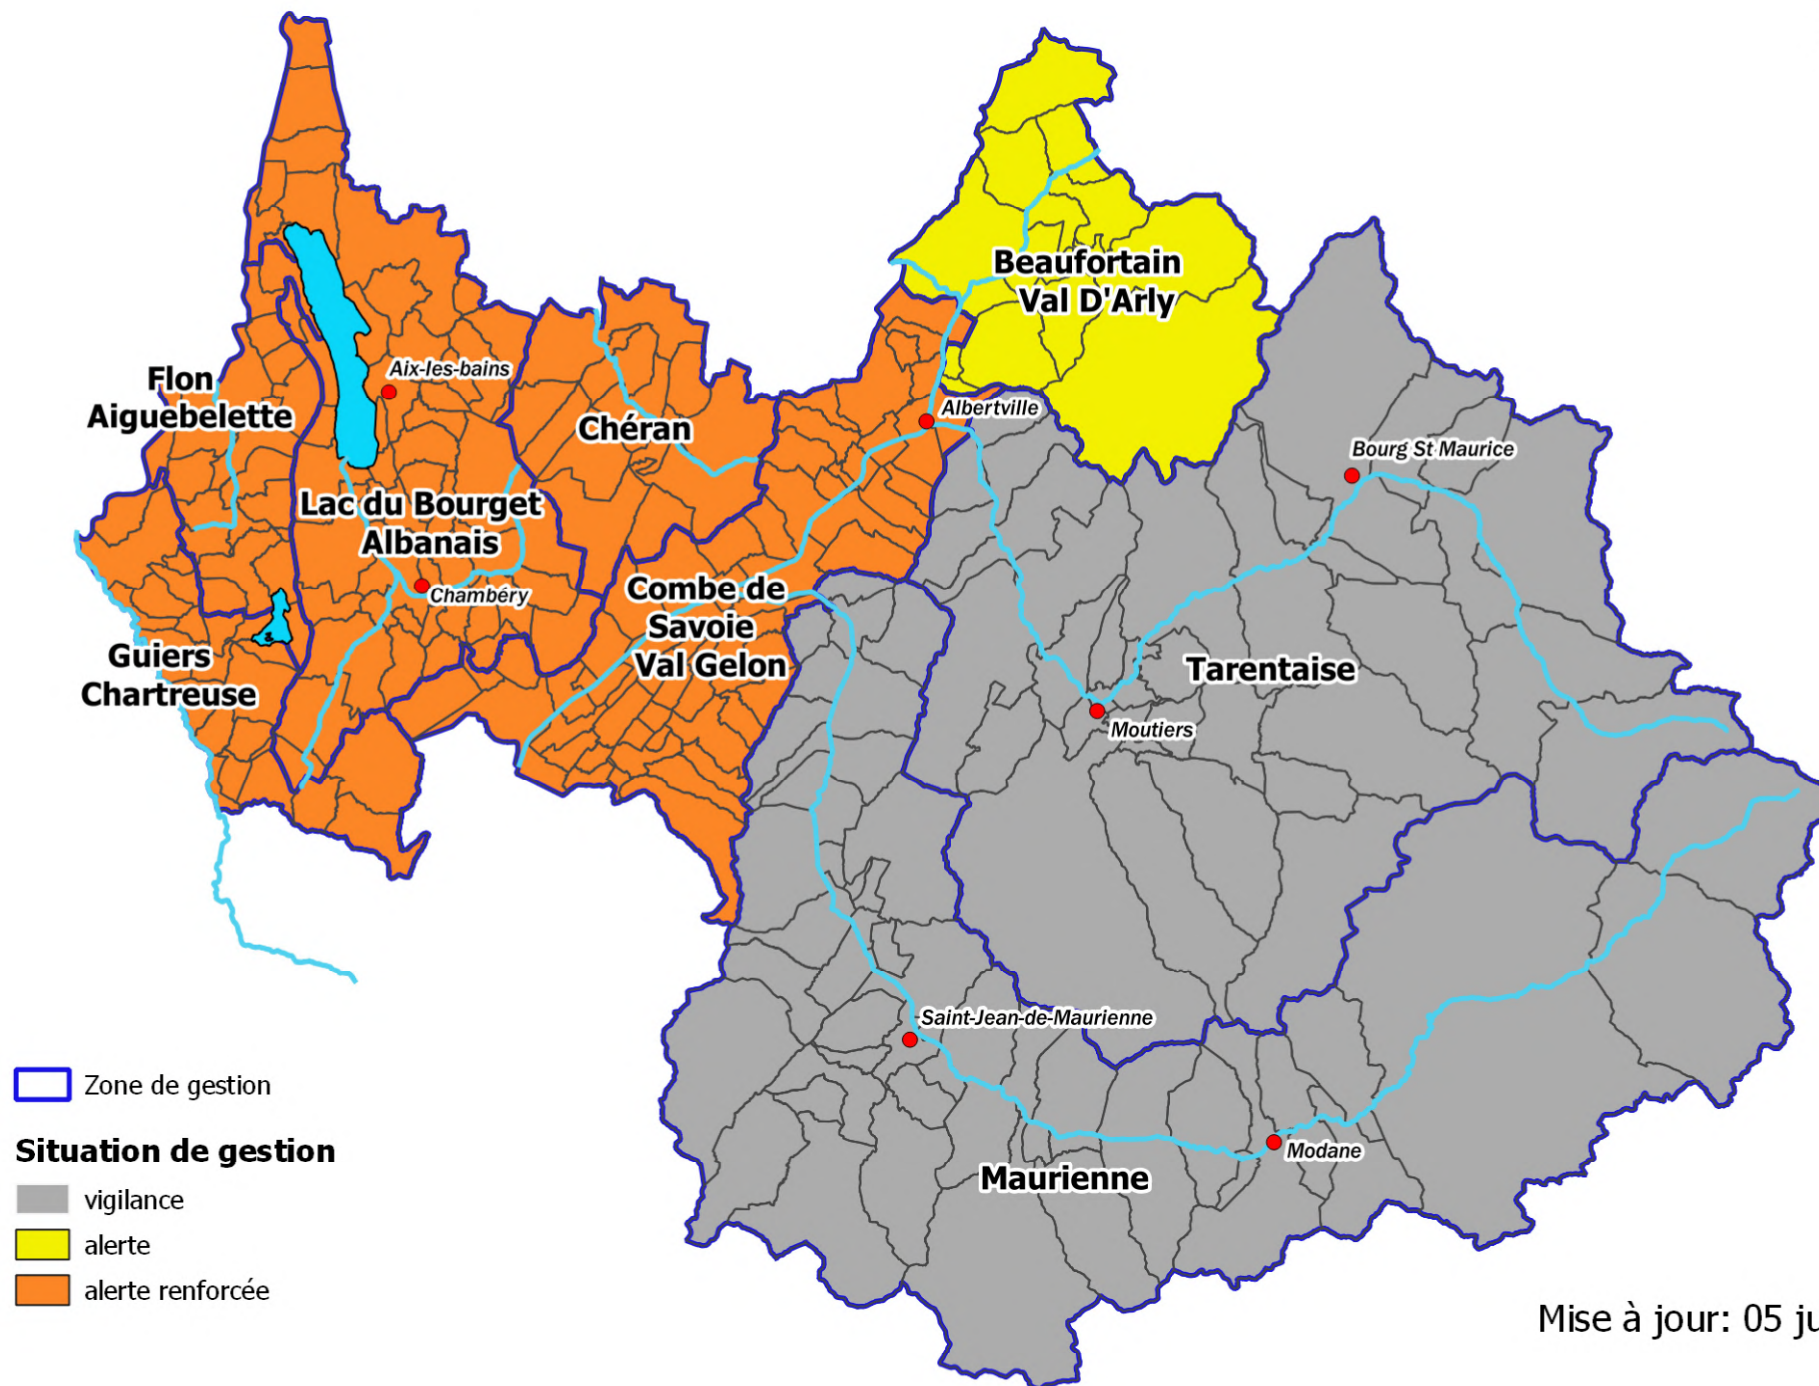 Beaufortain
Val D'Arly
Flon
Aiguebelette
Aix-les-bains
Chéran
Albertville
Bourg St Maurice
Lac du Bourget
Albanais
Chambéry
Combe de
Savoie
Val Gelon
Guiers
Chartreuse
Tarentaise
Moutiers
Saint-Jean-de-Maurienne
Modane
Maurienne
Zone de gestion
Situation de gestion
vigilance
alerte
alerte renforcée
Mise à jour: 05